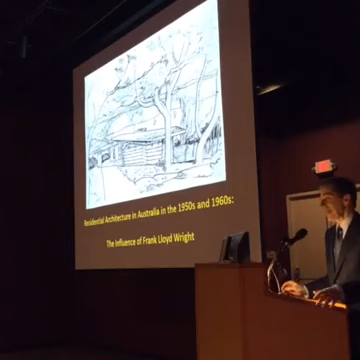 Residential Architecture in Australia in the 1950s and 1960s:
The Influence of Frank Lloyd Wright